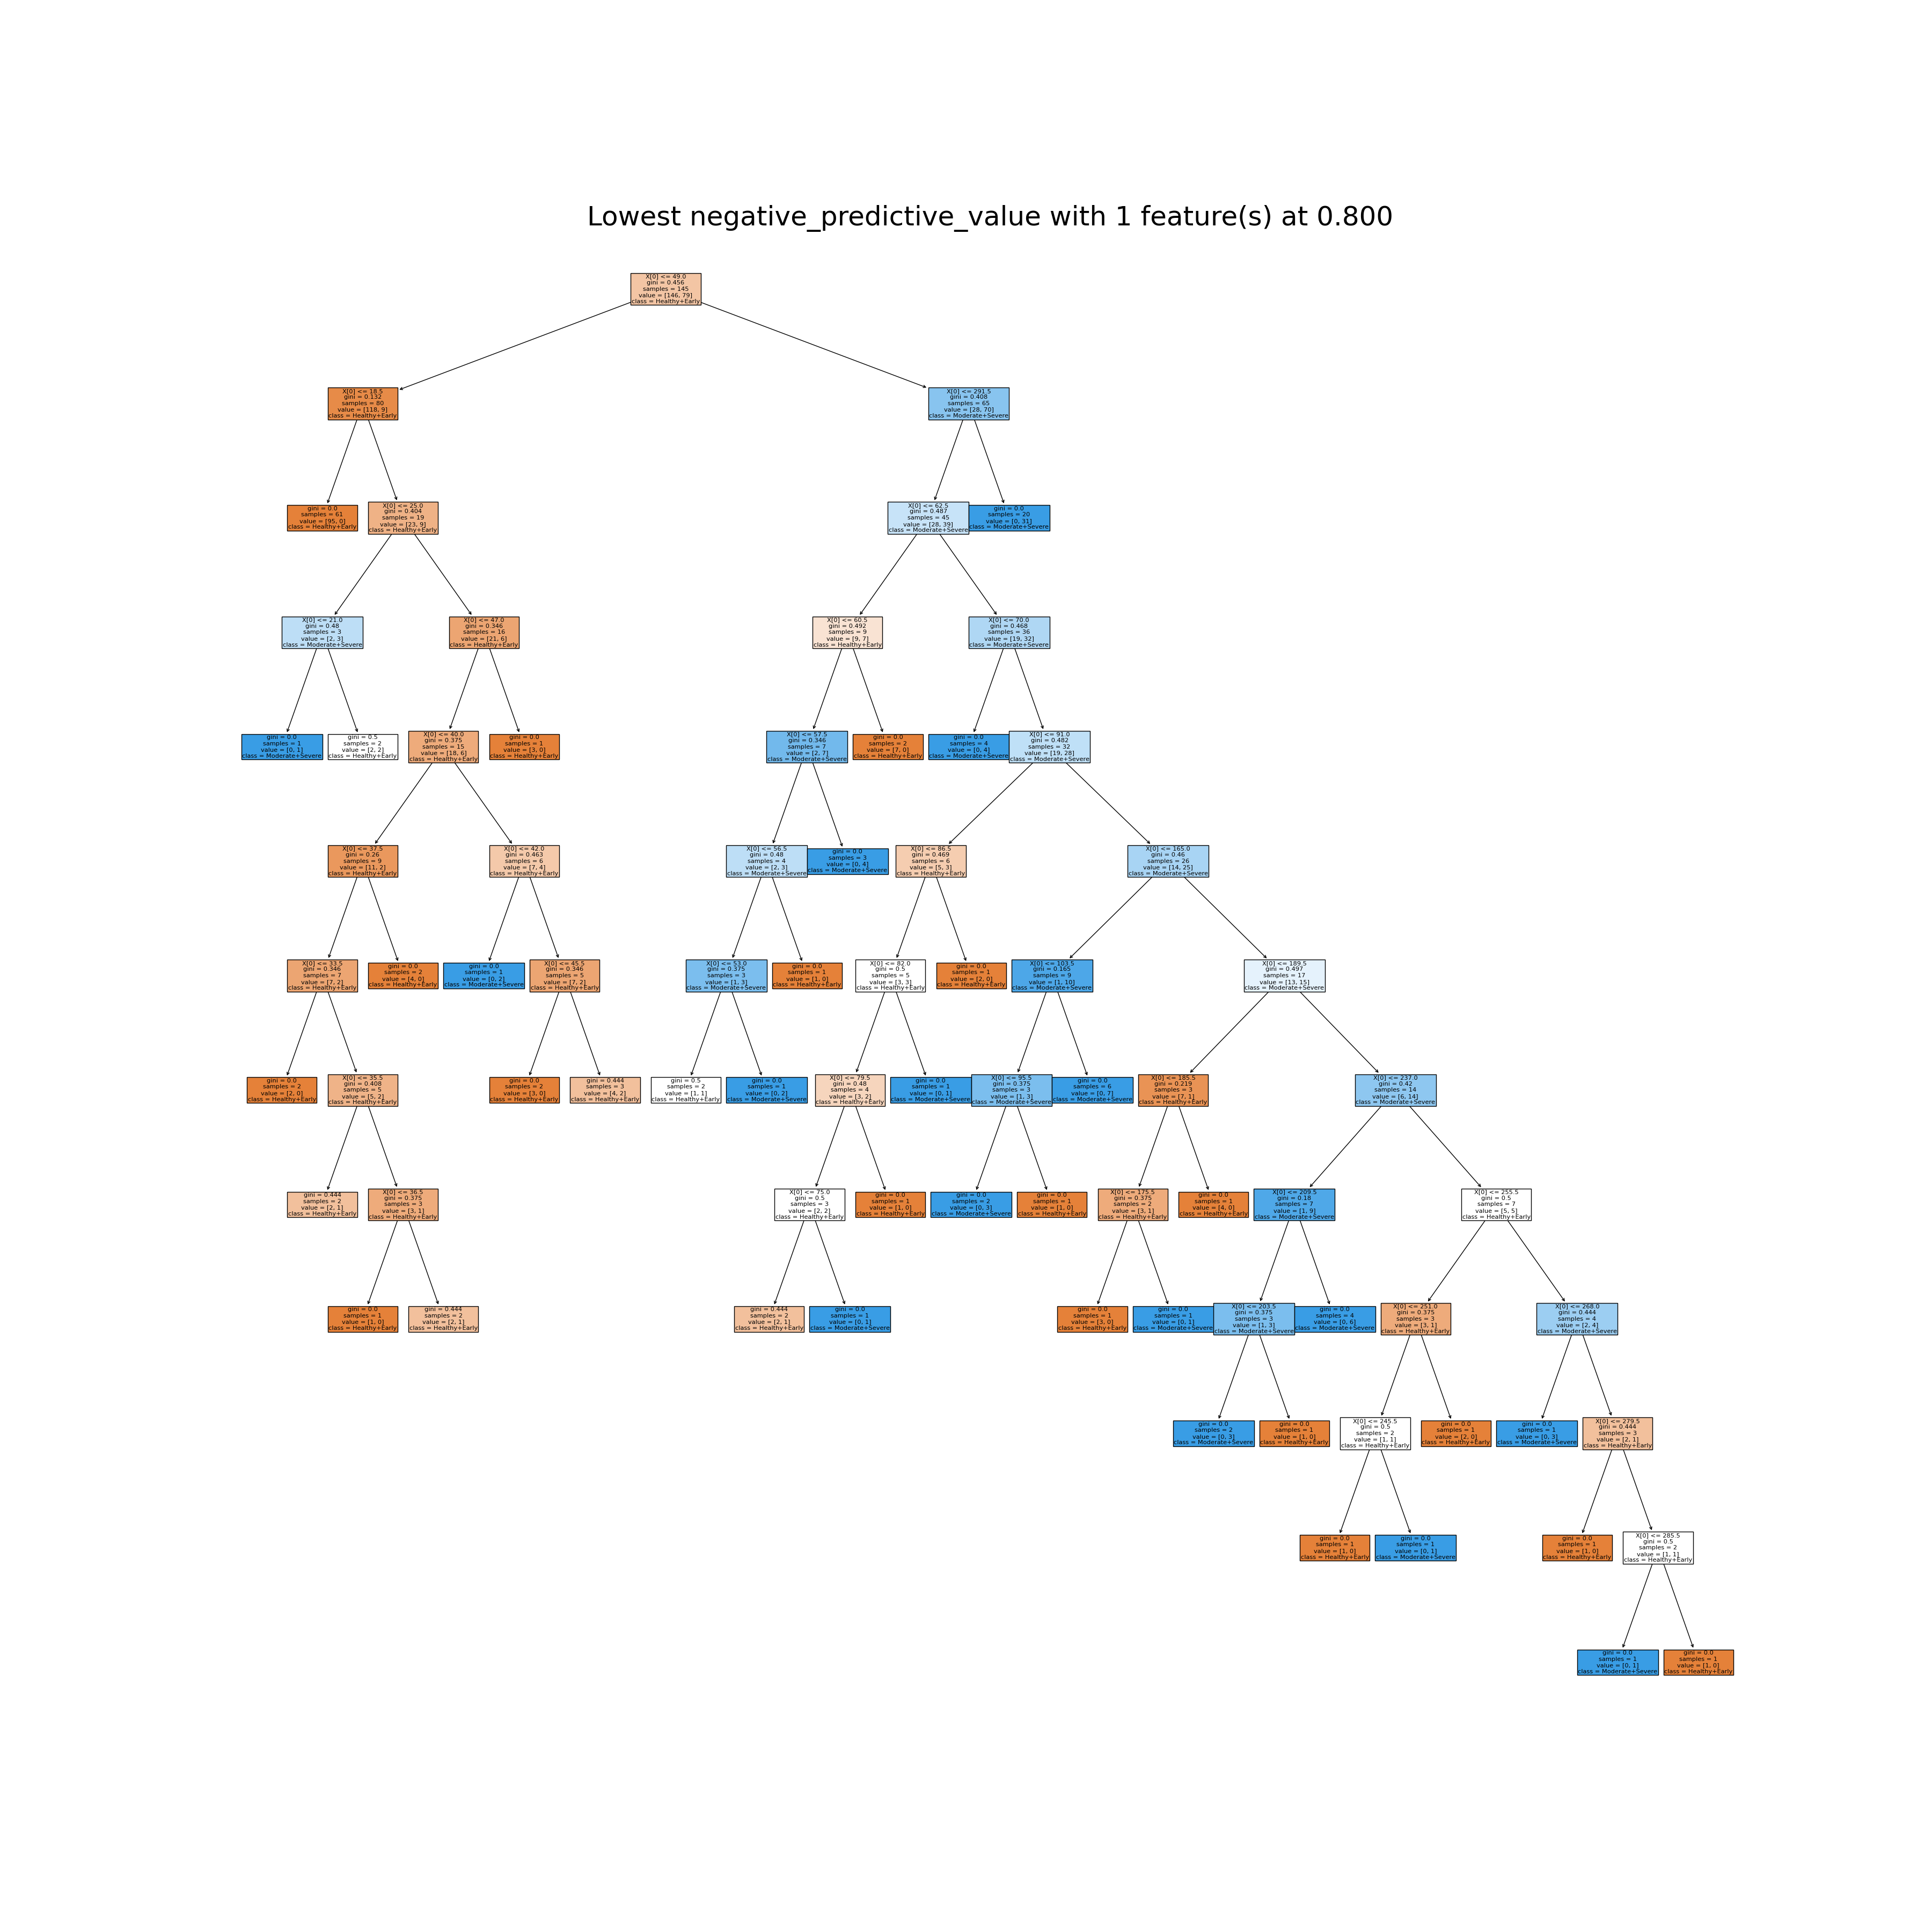 Lowest negative_predictive_value with 1 feature(s) at 0.800
X[0] <= 49.0
gini = 0.456
samples = 145
value = [146, 79]
class = Healthy+Early
X[0] <= 18.5
gini = 0.132
samples = 80
value = [118, 9]
class = Healthy+Early
X[0] <= 291.5
gini = 0.408
samples = 65
value = [28, 70]
class = Moderate+Severe
gini = 0.0
samples = 61
value = [95, 0]
class = Healthy+Early
X[0] <= 25.0
gini = 0.404
samples = 19
value = [23, 9]
class = Healthy+Early
X[0] <= 62.5
gini = 0.487
samples = 45
value = [28, 39]
class = Moderate+Severe
gini = 0.0
samples = 20
value = [0, 31]
class = Moderate+Severe
X[0] <= 21.0
gini = 0.48
samples = 3
value = [2, 3]
class = Moderate+Severe
X[0] <= 47.0
gini = 0.346
samples = 16
value = [21, 6]
class = Healthy+Early
X[0] <= 60.5
gini = 0.492
samples = 9
value = [9, 7]
class = Healthy+Early
X[0] <= 70.0
gini = 0.468
samples = 36
value = [19, 32]
class = Moderate+Severe
gini = 0.0
samples = 1
value = [0, 1]
class = Moderate+Severe
gini = 0.5
samples = 2
value = [2, 2]
class = Healthy+Early
X[0] <= 40.0
gini = 0.375
samples = 15
value = [18, 6]
class = Healthy+Early
gini = 0.0
samples = 1
value = [3, 0]
class = Healthy+Early
X[0] <= 57.5
gini = 0.346
samples = 7
value = [2, 7]
class = Moderate+Severe
gini = 0.0
samples = 2
value = [7, 0]
class = Healthy+Early
gini = 0.0
samples = 4
value = [0, 4]
class = Moderate+Severe
X[0] <= 91.0
gini = 0.482
samples = 32
value = [19, 28]
class = Moderate+Severe
X[0] <= 37.5
gini = 0.26
samples = 9
value = [11, 2]
class = Healthy+Early
X[0] <= 42.0
gini = 0.463
samples = 6
value = [7, 4]
class = Healthy+Early
X[0] <= 56.5
gini = 0.48
samples = 4
value = [2, 3]
class = Moderate+Severe
gini = 0.0
samples = 3
value = [0, 4]
class = Moderate+Severe
X[0] <= 86.5
gini = 0.469
samples = 6
value = [5, 3]
class = Healthy+Early
X[0] <= 165.0
gini = 0.46
samples = 26
value = [14, 25]
class = Moderate+Severe
X[0] <= 33.5
gini = 0.346
samples = 7
value = [7, 2]
class = Healthy+Early
gini = 0.0
samples = 2
value = [4, 0]
class = Healthy+Early
gini = 0.0
samples = 1
value = [0, 2]
class = Moderate+Severe
X[0] <= 45.5
gini = 0.346
samples = 5
value = [7, 2]
class = Healthy+Early
X[0] <= 53.0
gini = 0.375
samples = 3
value = [1, 3]
class = Moderate+Severe
gini = 0.0
samples = 1
value = [1, 0]
class = Healthy+Early
X[0] <= 82.0
gini = 0.5
samples = 5
value = [3, 3]
class = Healthy+Early
gini = 0.0
samples = 1
value = [2, 0]
class = Healthy+Early
X[0] <= 103.5
gini = 0.165
samples = 9
value = [1, 10]
class = Moderate+Severe
X[0] <= 189.5
gini = 0.497
samples = 17
value = [13, 15]
class = Moderate+Severe
gini = 0.0
samples = 2
value = [2, 0]
class = Healthy+Early
X[0] <= 35.5
gini = 0.408
samples = 5
value = [5, 2]
class = Healthy+Early
gini = 0.0
samples = 2
value = [3, 0]
class = Healthy+Early
gini = 0.444
samples = 3
value = [4, 2]
class = Healthy+Early
gini = 0.5
samples = 2
value = [1, 1]
class = Healthy+Early
gini = 0.0
samples = 1
value = [0, 2]
class = Moderate+Severe
X[0] <= 79.5
gini = 0.48
samples = 4
value = [3, 2]
class = Healthy+Early
gini = 0.0
samples = 1
value = [0, 1]
class = Moderate+Severe
X[0] <= 95.5
gini = 0.375
samples = 3
value = [1, 3]
class = Moderate+Severe
gini = 0.0
samples = 6
value = [0, 7]
class = Moderate+Severe
X[0] <= 185.5
gini = 0.219
samples = 3
value = [7, 1]
class = Healthy+Early
X[0] <= 237.0
gini = 0.42
samples = 14
value = [6, 14]
class = Moderate+Severe
gini = 0.444
samples = 2
value = [2, 1]
class = Healthy+Early
X[0] <= 36.5
gini = 0.375
samples = 3
value = [3, 1]
class = Healthy+Early
X[0] <= 75.0
gini = 0.5
samples = 3
value = [2, 2]
class = Healthy+Early
gini = 0.0
samples = 1
value = [1, 0]
class = Healthy+Early
gini = 0.0
samples = 2
value = [0, 3]
class = Moderate+Severe
gini = 0.0
samples = 1
value = [1, 0]
class = Healthy+Early
X[0] <= 175.5
gini = 0.375
samples = 2
value = [3, 1]
class = Healthy+Early
gini = 0.0
samples = 1
value = [4, 0]
class = Healthy+Early
X[0] <= 209.5
gini = 0.18
samples = 7
value = [1, 9]
class = Moderate+Severe
X[0] <= 255.5
gini = 0.5
samples = 7
value = [5, 5]
class = Healthy+Early
gini = 0.0
samples = 1
value = [1, 0]
class = Healthy+Early
gini = 0.444
samples = 2
value = [2, 1]
class = Healthy+Early
gini = 0.444
samples = 2
value = [2, 1]
class = Healthy+Early
gini = 0.0
samples = 1
value = [0, 1]
class = Moderate+Severe
gini = 0.0
samples = 1
value = [3, 0]
class = Healthy+Early
gini = 0.0
samples = 1
value = [0, 1]
class = Moderate+Severe
X[0] <= 203.5
gini = 0.375
samples = 3
value = [1, 3]
class = Moderate+Severe
gini = 0.0
samples = 4
value = [0, 6]
class = Moderate+Severe
X[0] <= 251.0
gini = 0.375
samples = 3
value = [3, 1]
class = Healthy+Early
X[0] <= 268.0
gini = 0.444
samples = 4
value = [2, 4]
class = Moderate+Severe
gini = 0.0
samples = 2
value = [0, 3]
class = Moderate+Severe
gini = 0.0
samples = 1
value = [1, 0]
class = Healthy+Early
X[0] <= 245.5
gini = 0.5
samples = 2
value = [1, 1]
class = Healthy+Early
gini = 0.0
samples = 1
value = [2, 0]
class = Healthy+Early
gini = 0.0
samples = 1
value = [0, 3]
class = Moderate+Severe
X[0] <= 279.5
gini = 0.444
samples = 3
value = [2, 1]
class = Healthy+Early
gini = 0.0
samples = 1
value = [1, 0]
class = Healthy+Early
gini = 0.0
samples = 1
value = [0, 1]
class = Moderate+Severe
gini = 0.0
samples = 1
value = [1, 0]
class = Healthy+Early
X[0] <= 285.5
gini = 0.5
samples = 2
value = [1, 1]
class = Healthy+Early
gini = 0.0
samples = 1
value = [0, 1]
class = Moderate+Severe
gini = 0.0
samples = 1
value = [1, 0]
class = Healthy+Early